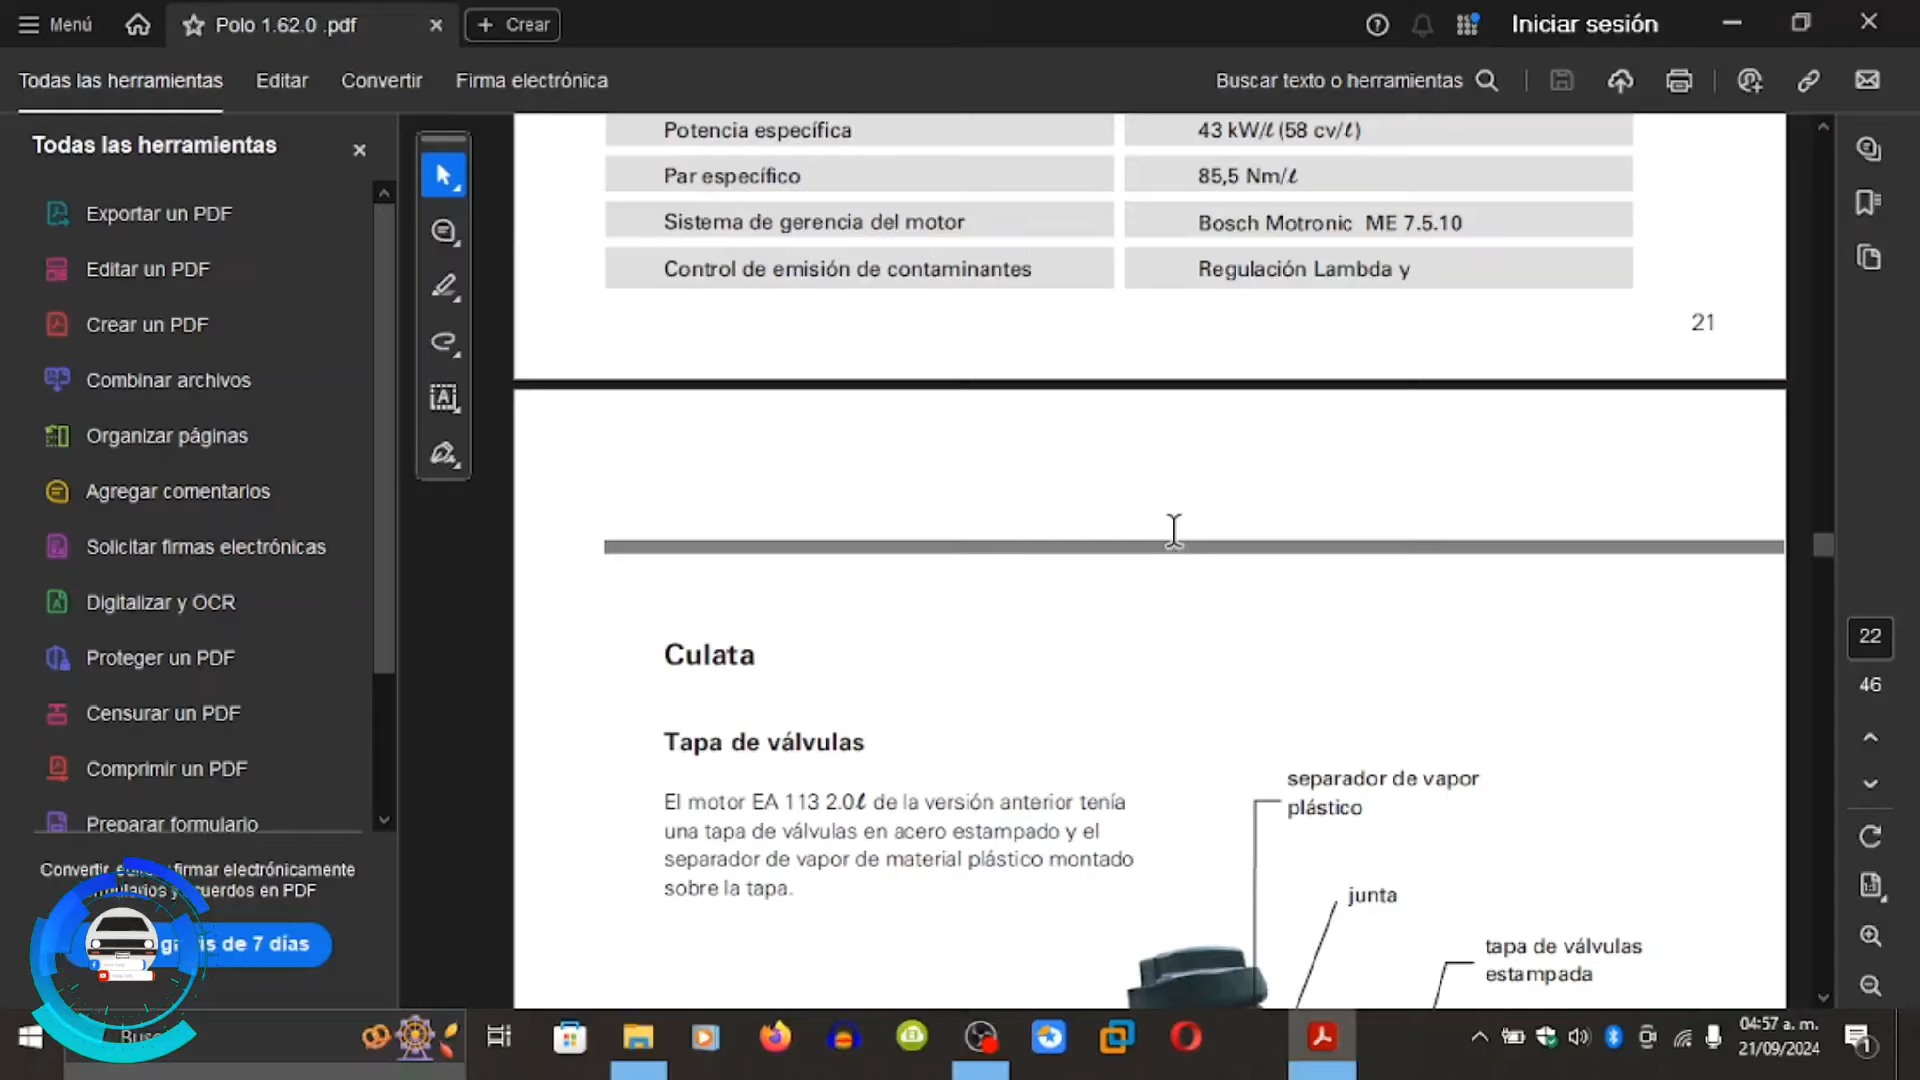 Menú
Polo 1.62.0 .pdf
Crear
Iniciar sesión
Todas las herramientas
Editar
Convertir
Firma electrónica
Buscar texto o herramientas
Todas las herramientas
Exportar un PDF
Editar un PDF
Crear un PDF
Combinar archivos
Organizar páginas
Agregar comentarios
Solicitar firmas electrónicas
Digitalizar y OCR
Proteger un PDF
Censurar un PDF
Comprimir un PDF
Preparar formulario
Convertir, firmar electrónicamente
en PDF
de 7 días
Potencia específica
43 kW/ℓ (58 cv/ℓ)
Par específico
85,5 Nm/ℓ
Sistema de gerencia del motor
Bosch Motronic ME 7.5.10
Control de emisión de contaminantes
Regulación Lambda y
21
Culata
Tapa de válvulas
El motor EA 113 2.0ℓ de la versión anterior tenía
una tapa de válvulas en acero estampado y el
separador de vapor de material plástico montado
sobre la tapa.
separador de vapor
plástico
junta
tapa de válvulas
estampada
22
46
04:57 a. m.
21/09/2024
1